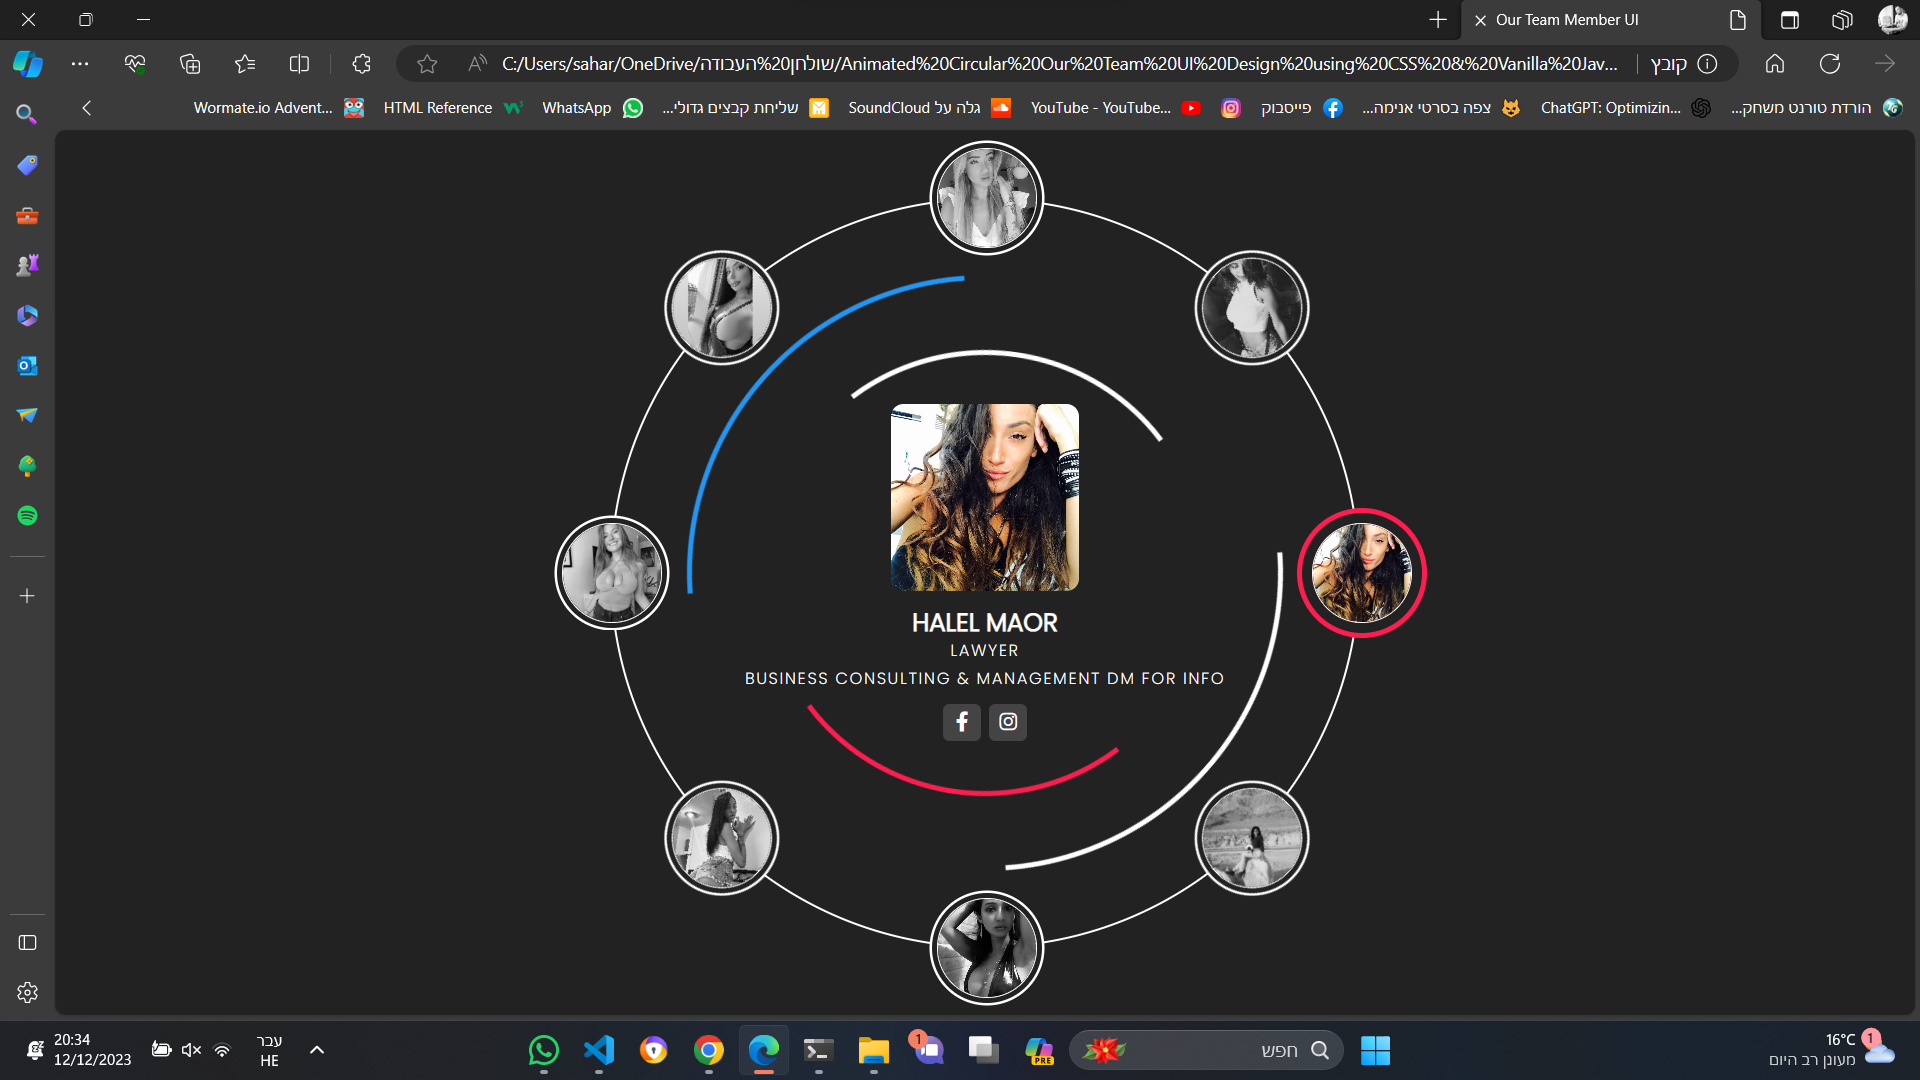 Our Team Member UI
C:/Users/sahar/OneDrive/שולחן%20העבודה/Animated%20Circular%20Our%20Team%20UI%20Design%20using%20CSS%20&%20Vanilla%20Jav...
קובץ
Wormate.io Advent...
HTML Reference
WhatsApp
שליחת קבצים גדולי...
גלה על SoundCloud
YouTube - YouTube...
פייסבוק
צפה בסרטי אנימה...
ChatGPT: Optimizin...
הורדת טורנט משחק...
HALEL MAOR
LAWYER
BUSINESS CONSULTING & MANAGEMENT DM FOR INFO
20:34
12/12/2023
עבר
HE
1
PRE
חפש
16°C
1
מעונן רב היום